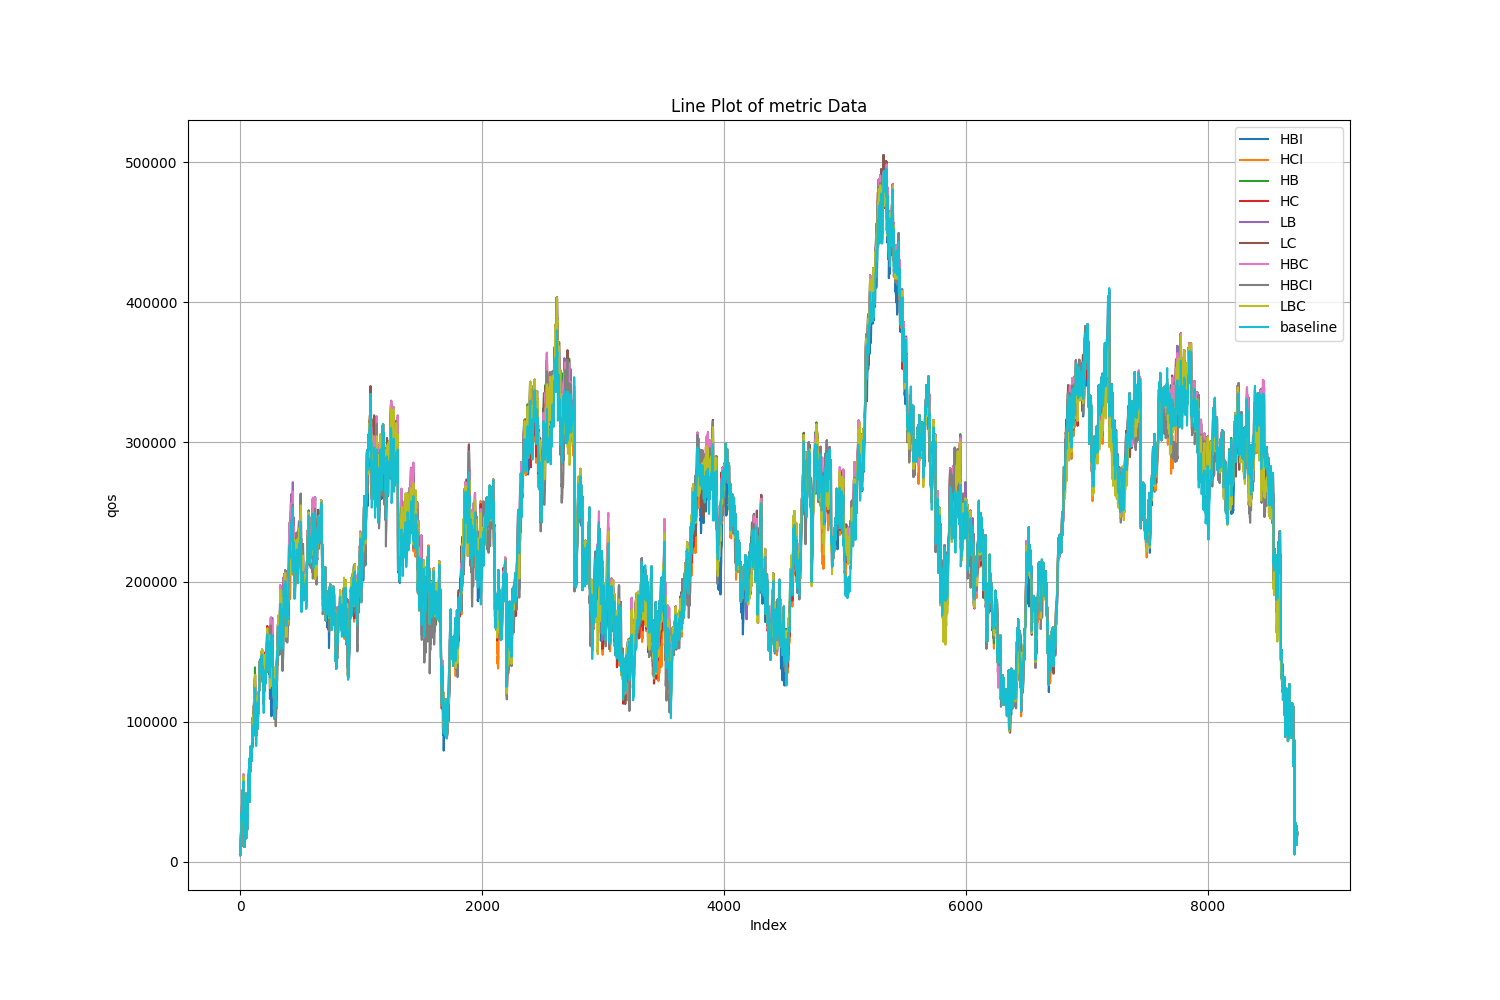 Line Plot of metric Data
500000
400000
300000
200000
100000
0
qos
0 2000 4000 6000 8000
Index
HBI
HCI
HB
HC
LB
LC
HBC
HBCI
LBC
baseline